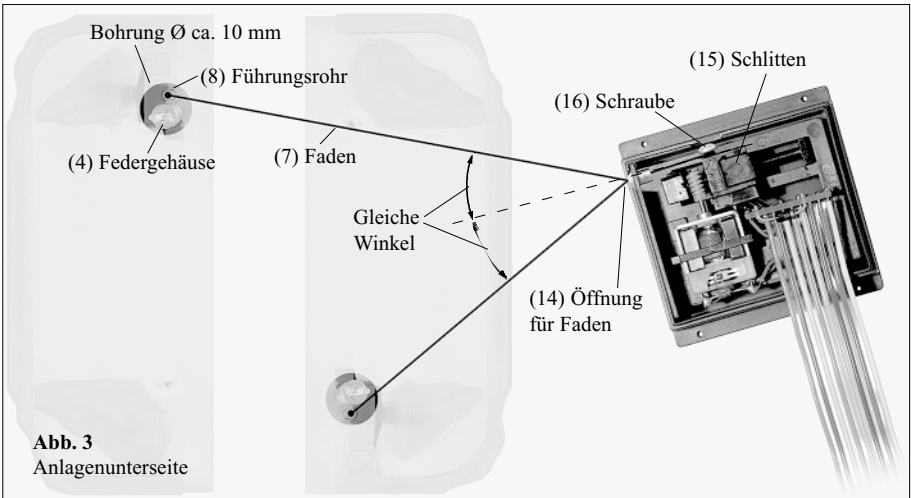 Bohrung Ø ca. 10 mm
(8) Führungsrohr
(15) Schlitten
(16) Schraube
(4) Federgehäuse
(7) Faden
Gleiche
Winkel
(14) Öffnung
für Faden
Abb. 3
Anlagenunterseite